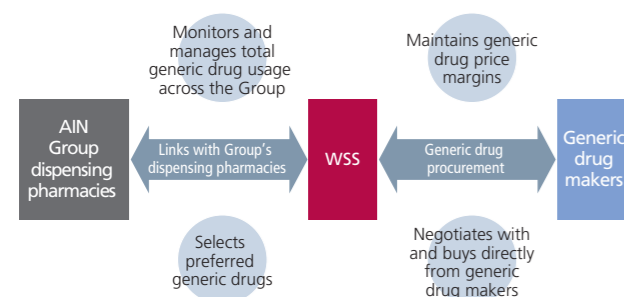 Monitors and
manages total
generic drug usage
across the Group
Maintains generic
drug price
margins
AIN
Group
dispensing
pharmacies
Links with Group's
dispensing pharmacies
WSS
Generic drug
procurement
Generic
drug
makers
Selects
preferred
generic drugs
Negotiates with
and buys directly
from generic
drug makers